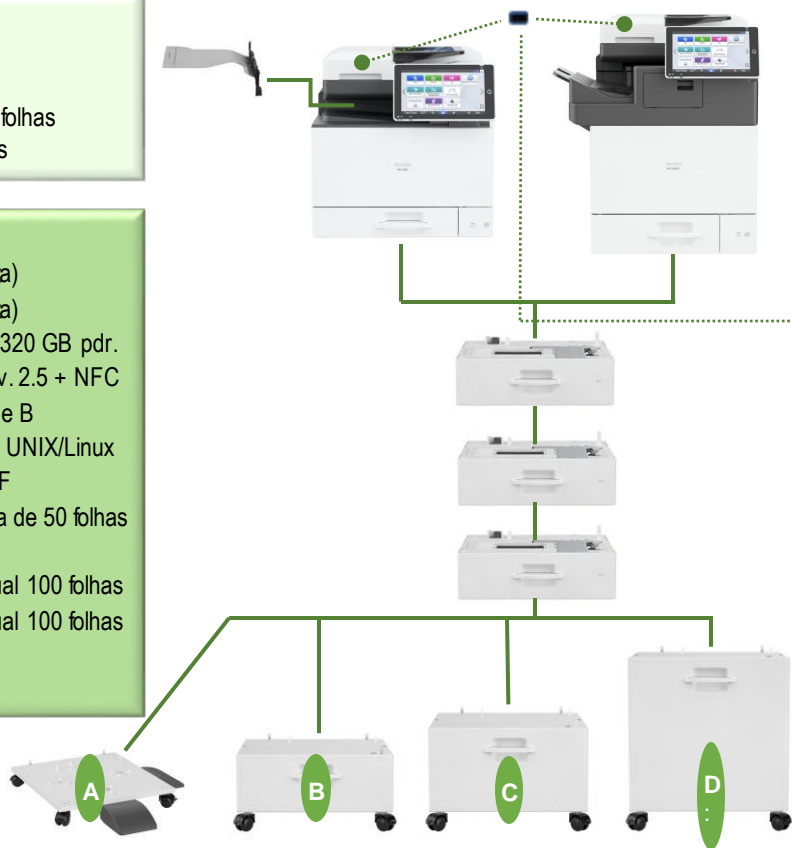 folhas
s
a)
a)
320 GB pdr.
v. 2.5 + NFC
e B
UNIX/Linux
F
a de 50 folhas
ual 100 folhas
ual 100 folhas
A
B
C
D
: